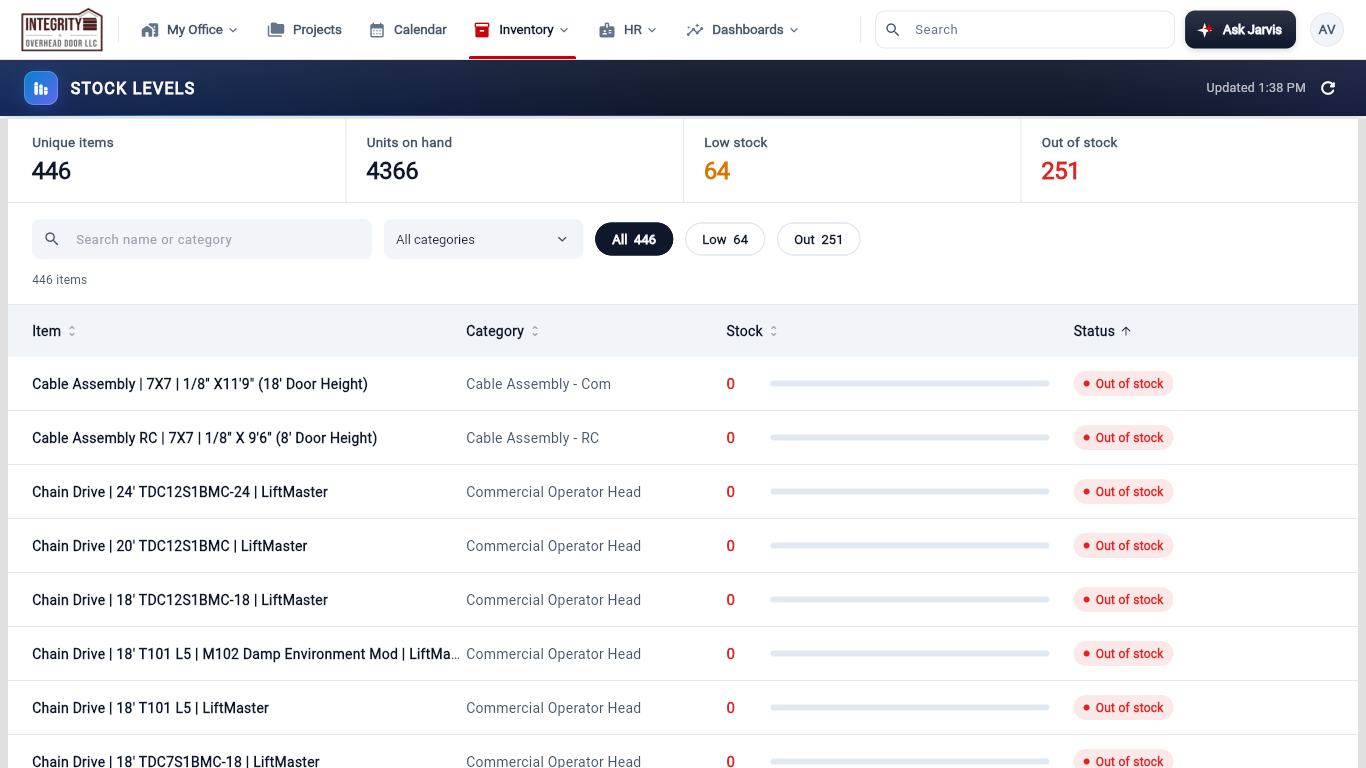 INTEGRITY
OVERHEAD DOOR LLC
My Office
Projects
Calendar
Inventory
HR
Dashboards
Search
Ask Jarvis
AV
STOCK LEVELS
Updated 1:38 PM
Unique items
446
Units on hand
4366
Low stock
64
Out of stock
251
Search name or category
All categories
All 446
Low 64
Out 251
446 items
Item Category Stock Status
Cable Assembly | 7X7 | 1/8" X11'9" (18' Door Height) Cable Assembly - Com 0 Out of stock
Cable Assembly RC | 7X7 | 1/8" X 9'6" (8' Door Height) Cable Assembly - RC 0 Out of stock
Chain Drive | 24' TDC12S1BMC-24 | LiftMaster Commercial Operator Head 0 Out of stock
Chain Drive | 20' TDC12S1BMC | LiftMaster Commercial Operator Head 0 Out of stock
Chain Drive | 18' TDC12S1BMC-18 | LiftMaster Commercial Operator Head 0 Out of stock
Chain Drive | 18' T101 L5 | M102 Damp Environment Mod | LiftMa... Commercial Operator Head 0 Out of stock
Chain Drive | 18' T101 L5 | LiftMaster Commercial Operator Head 0 Out of stock
Chain Drive | 18' TDC7S1BMC-18 | LiftMaster Commercial Operator Head 0 Out of stock